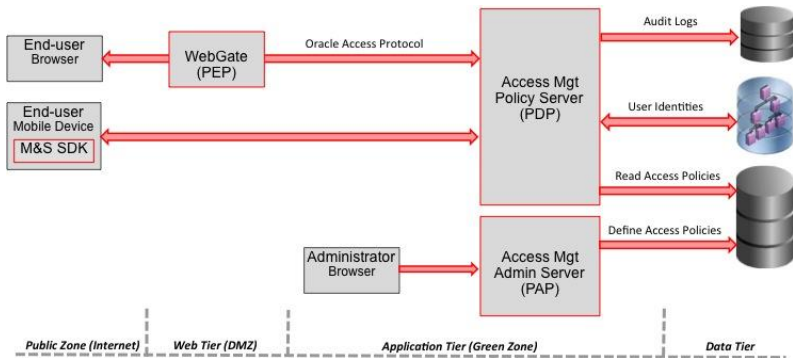 Audit Logs
End-user
Browser
WebGate
(PEP)
Oracle Access Protocol
Access Mgt
Policy Server
(PDP)
User Identities
End-user
Mobile Device
M&S SDK
Read Access Policies
Define Access Policies
Administrator
Browser
Access Mgt
Admin Server
(PAP)
Public Zone (Internet)
Web Tier (DMZ)
Application Tier (Green Zone)
Data Tier